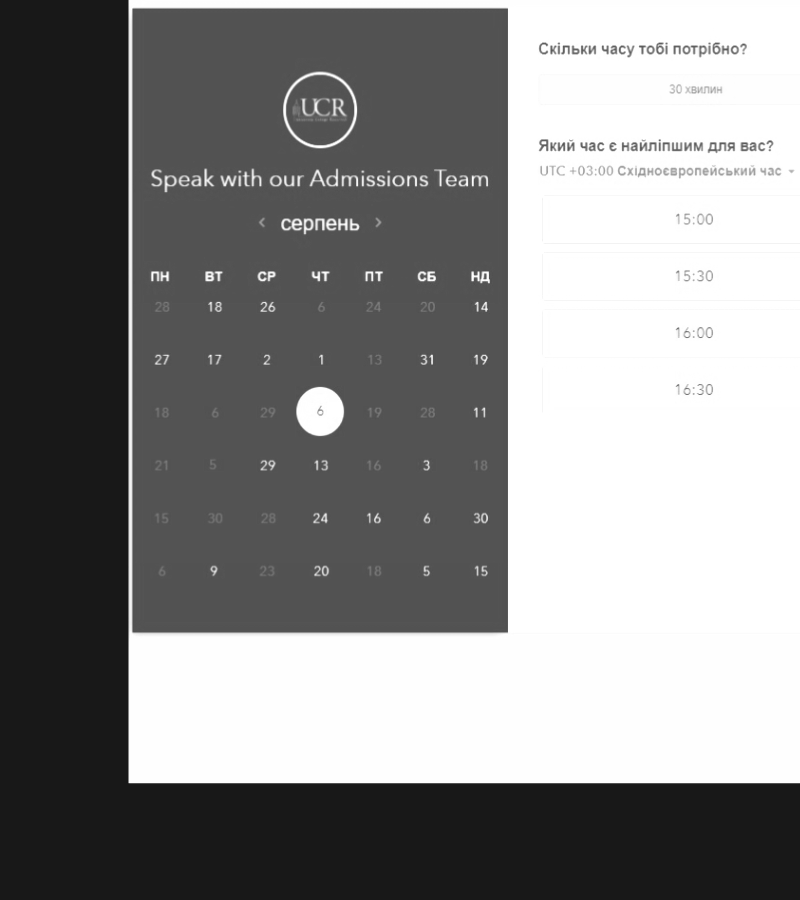 UCR
Speak with our Admissions Team
< серпень >
ПН ВТ СР ЧТ ПТ СБ НД
28 18 26 6 24 20 14
27 17 2 1 13 31 19
18 6 29 6 19 28 11
21 5 29 13 16 3 18
15 30 28 24 16 6 30
6 9 23 20 18 5 15
Скільки часу тобі потрібно?
30 хвилин
Який час є найліпшим для вас?
UTC +03:00 Східноєвропейський час
15:00
15:30
16:00
16:30